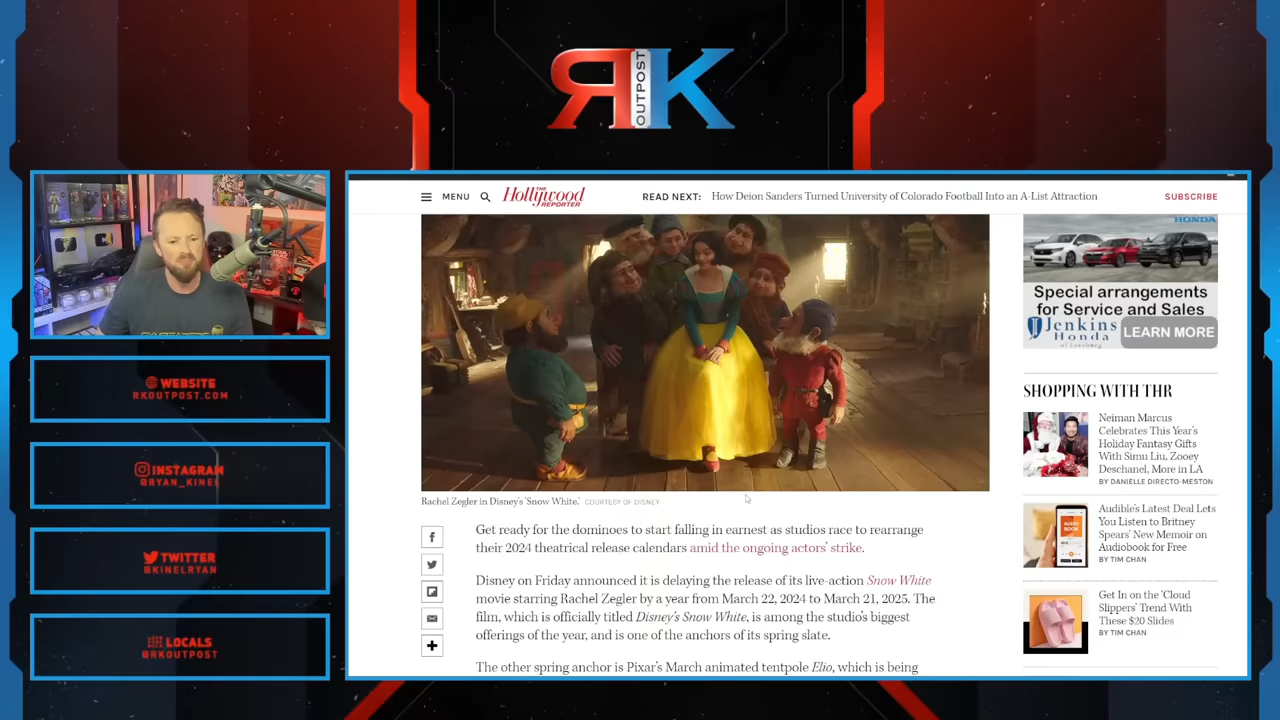 RK
OUTPOST
WEBSITE
RKOUTPOST.COM
INSTAGRAM
@RYAN_KINEL
TWITTER
@KINELRYAN
LOCALS
@RKOUTPOST
MENU
THE
Hollywood
REPORTER
READ NEXT: How Deion Sanders Turned University of Colorado Football Into an A-List Attraction
SUBSCRIBE
Rachel Zegler in Disney's 'Snow White.' COURTESY OF DISNEY
Get ready for the dominoes to start falling in earnest as studios race to rearrange
their 2024 theatrical release calendars amid the ongoing actors' strike.
Disney on Friday announced it is delaying the release of its live-action Snow White
movie starring Rachel Zegler by a year from March 22, 2024 to March 21, 2025. The
film, which is officially titled Disney's Snow White, is among the studio's biggest
offerings of the year, and is one of the anchors of its spring slate.
The other spring anchor is Pixar's March animated tentpole Elio, which is being
HONDA
Special arrangements
for Service and Sales
Jenkins
Honda
of Leesburg
LEARN MORE
SHOPPING WITH THR
Neiman Marcus
Celebrates This Year's
Holiday Fantasy Gifts
With Simu Liu, Zooey
Deschanel, More in LA
BY DANIELLE DIRECTO-MESTON
Audible's Latest Deal Lets
You Listen to Britney
Spears' New Memoir on
Audiobook for Free
BY TIM CHAN
Get In on the 'Cloud
Slippers' Trend With
These $20 Slides
BY TIM CHAN